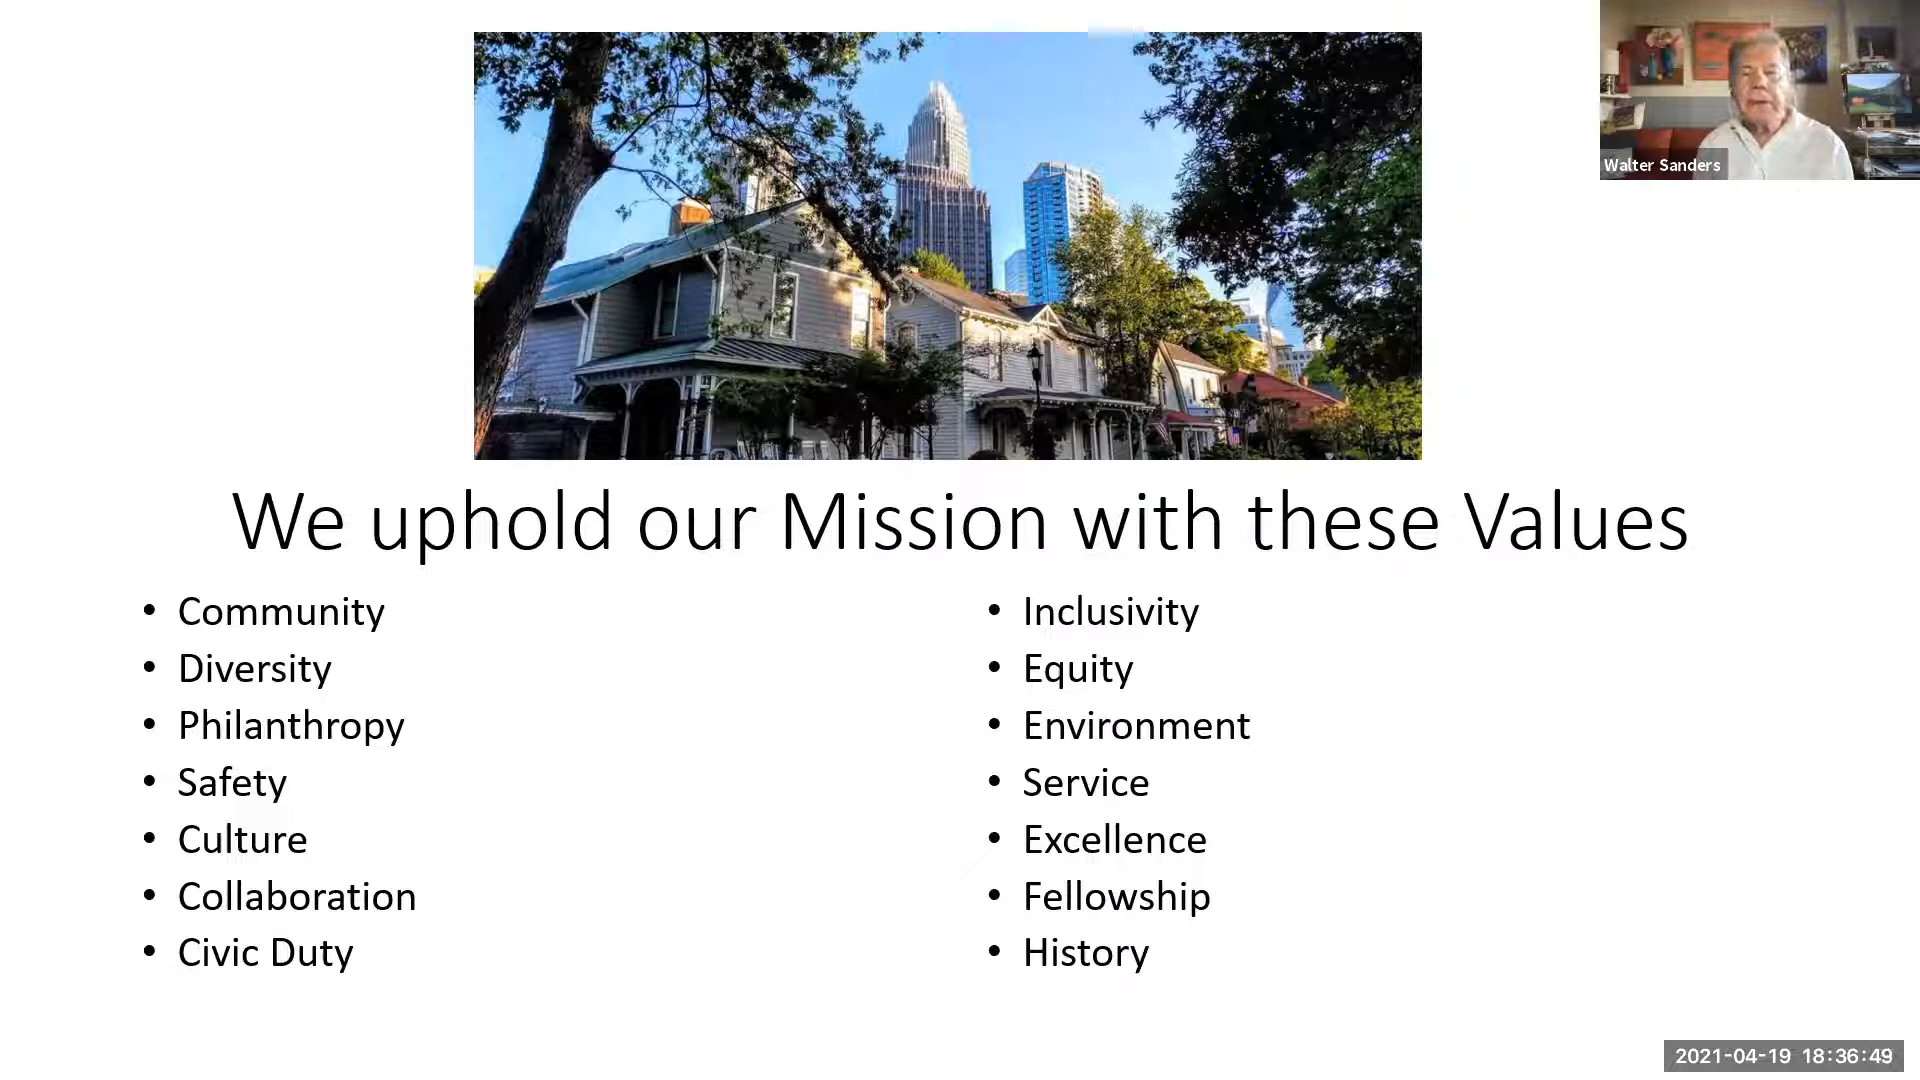 Walter Sanders
We uphold our Mission with these Values
• Community
• Diversity
• Philanthropy
• Safety
• Culture
• Collaboration
• Civic Duty
• Inclusivity
• Equity
• Environment
• Service
• Excellence
• Fellowship
• History
2021-04-19 18:36:49